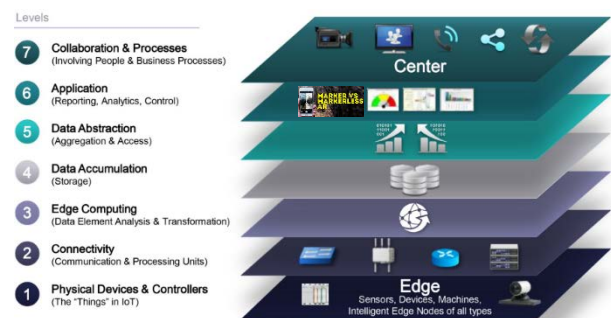 Levels
7
Collaboration & Processes
(Involving People & Business Processes)
6
Application
(Reporting, Analytics, Control)
5
Data Abstraction
(Aggregation & Access)
4
Data Accumulation
(Storage)
3
Edge Computing
(Data Element Analysis & Transformation)
2
Connectivity
(Communication & Processing Units)
1
Physical Devices & Controllers
(The "Things" in IoT)
Center
MARKER VS
MARKERLESS
AR
Edge
Sensors, Devices, Machines,
Intelligent Edge Nodes of all types